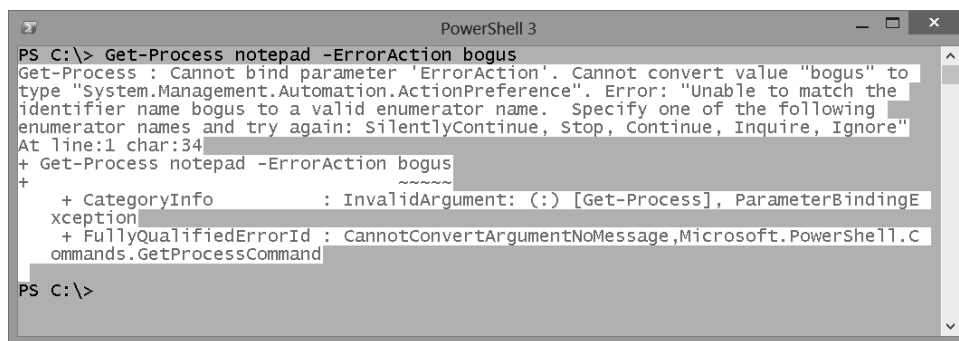 PowerShell 3
PS C:\> Get-Process notepad -ErrorAction bogus
Get-Process : Cannot bind parameter 'ErrorAction'. Cannot convert value "bogus" to
type "System.Management.Automation.ActionPreference". Error: "Unable to match the
identifier name bogus to a valid enumerator name.  Specify one of the following
enumerator names and try again: SilentlyContinue, Stop, Continue, Inquire, Ignore"
At line:1 char:34
+ Get-Process notepad -ErrorAction bogus
+                                  ~~~~~
    + CategoryInfo          : InvalidArgument: (:) [Get-Process], ParameterBindingE
   xception
    + FullyQualifiedErrorId : CannotConvertArgumentNoMessage,Microsoft.PowerShell.C
   ommands.GetProcessCommand
PS C:\>